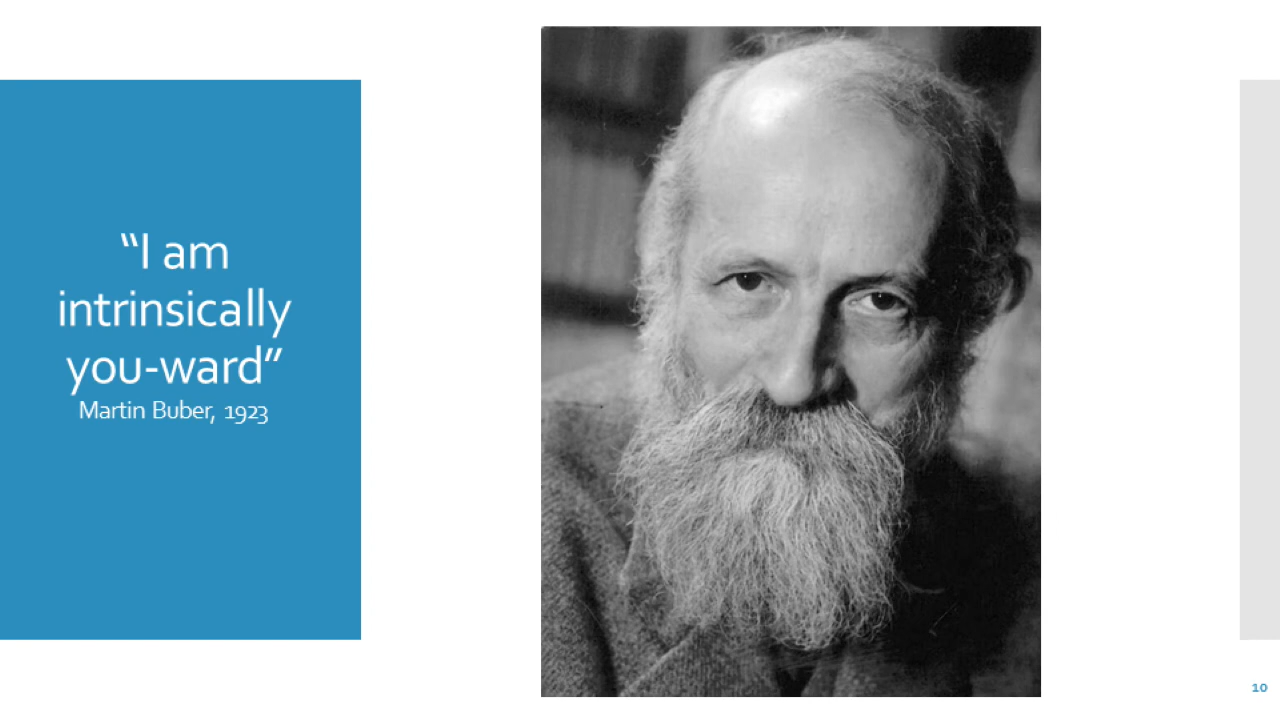 “I am
intrinsically
you-ward”
Martin Buber, 1923
10